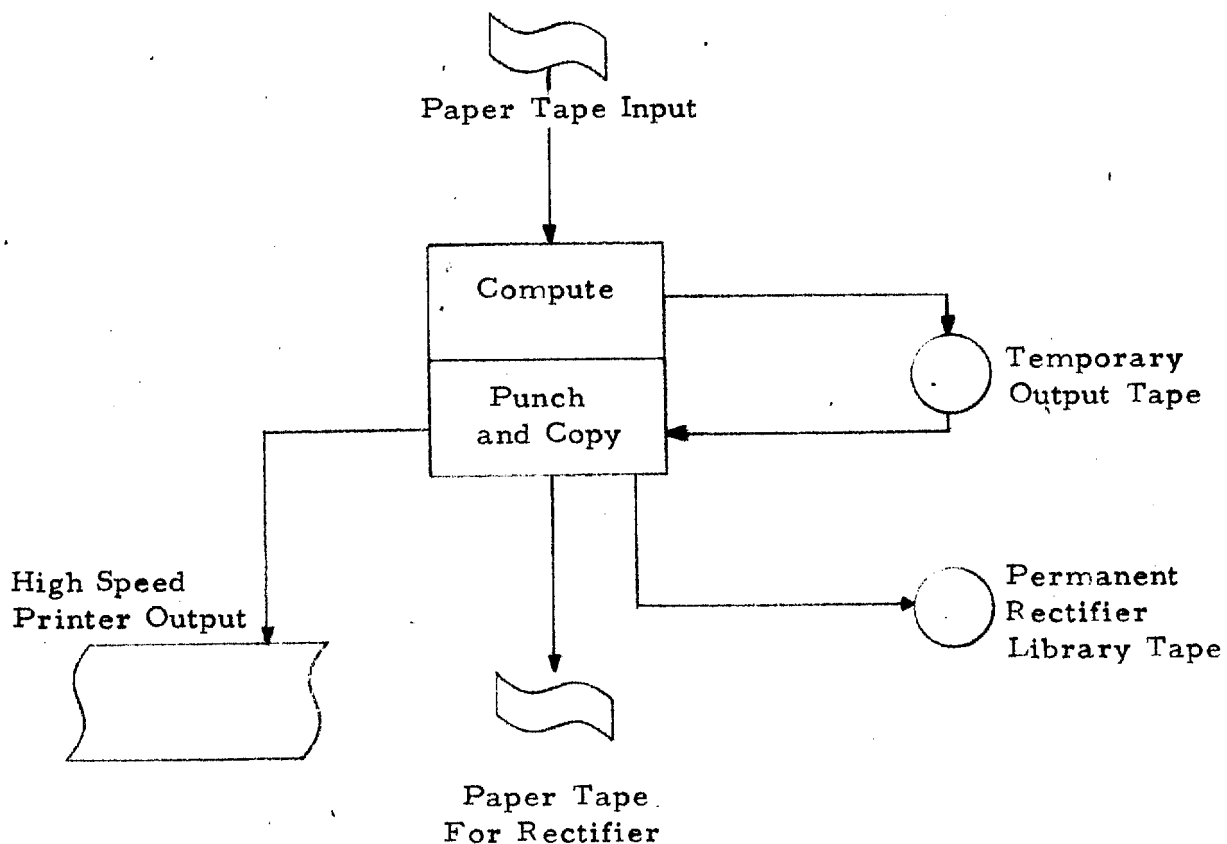 Paper Tape Input
Compute
Temporary
Output Tape
Punch
and Copy
High Speed
Printer Output
Permanent
Rectifier
Library Tape
Paper Tape
For Rectifier